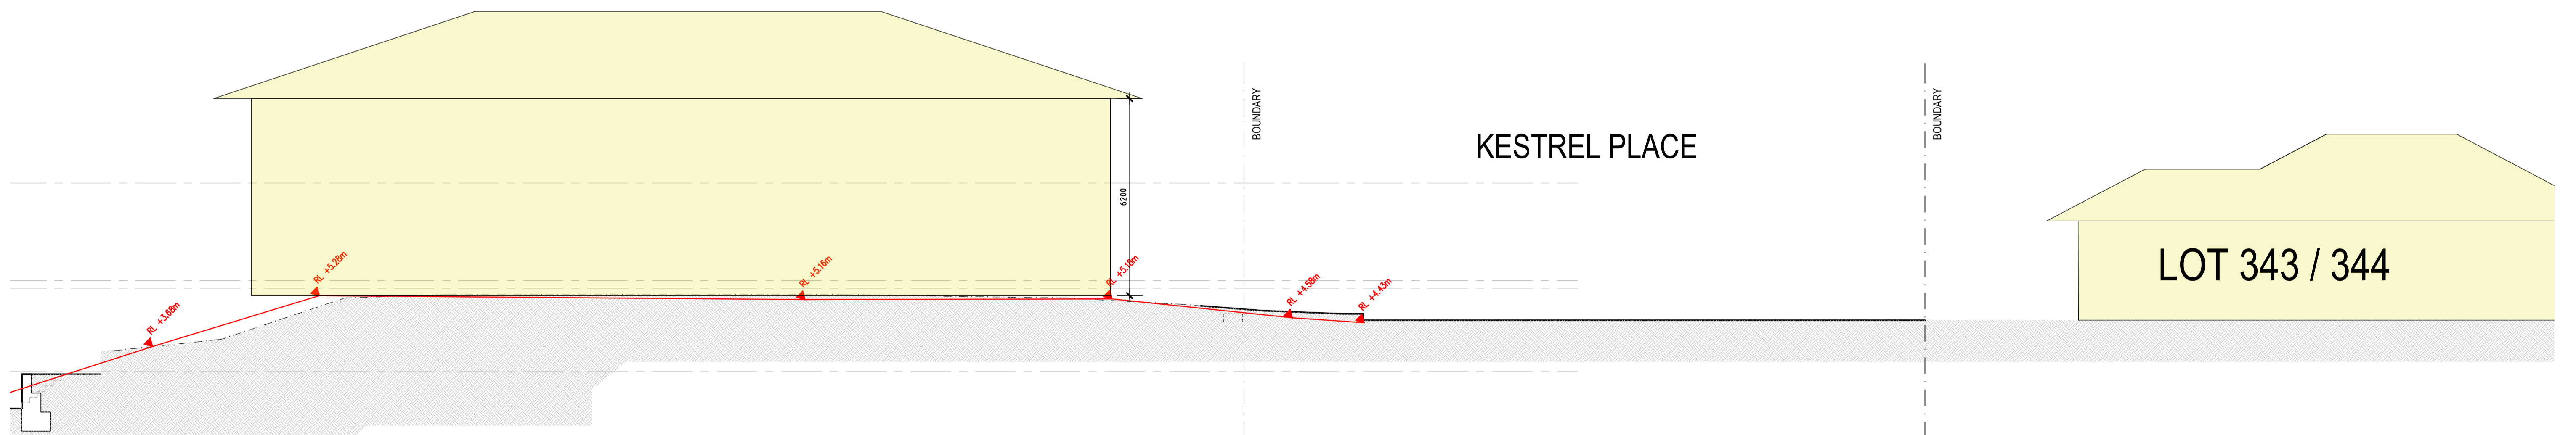 BOUNDARY
BOUNDARY
KESTREL PLACE
6200
LOT 343 / 344
RL +3.68m
RL +5.28m
RL +5.16m
RL +5.18m
RL +4.58m
RL +4.43m